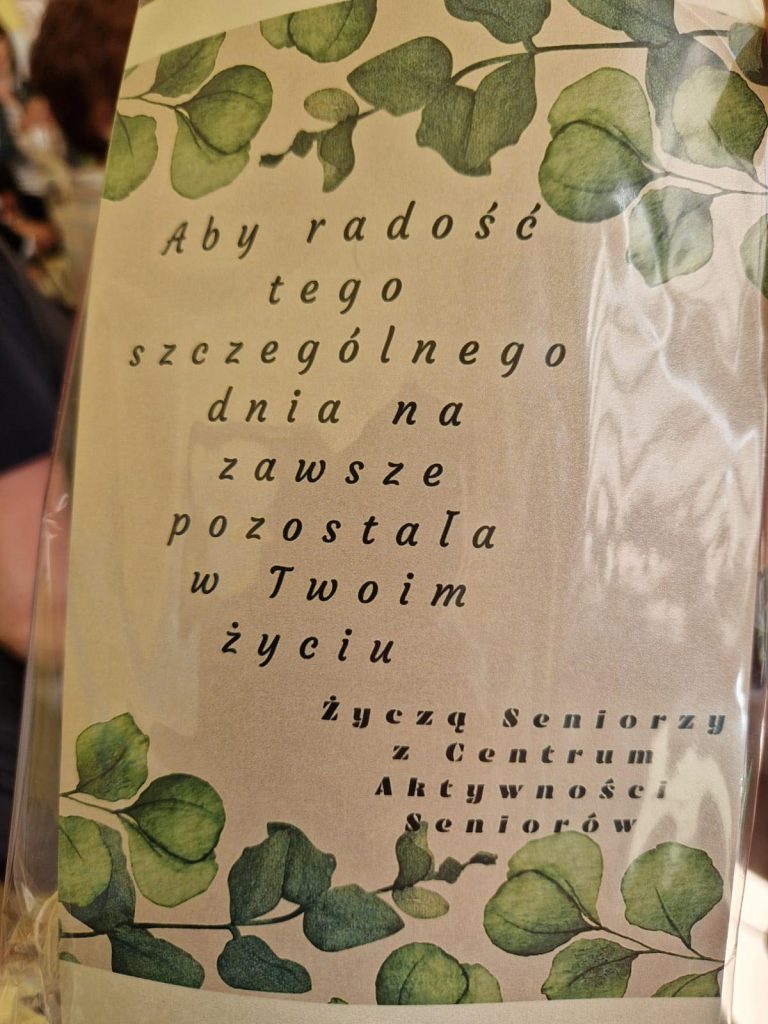 Aby radość
tego
szczególnego
dnia na
zawsze
pozostała
w Twoim
życiu
Życzą Seniorzy
z Centrum
Aktywności
Seniorów